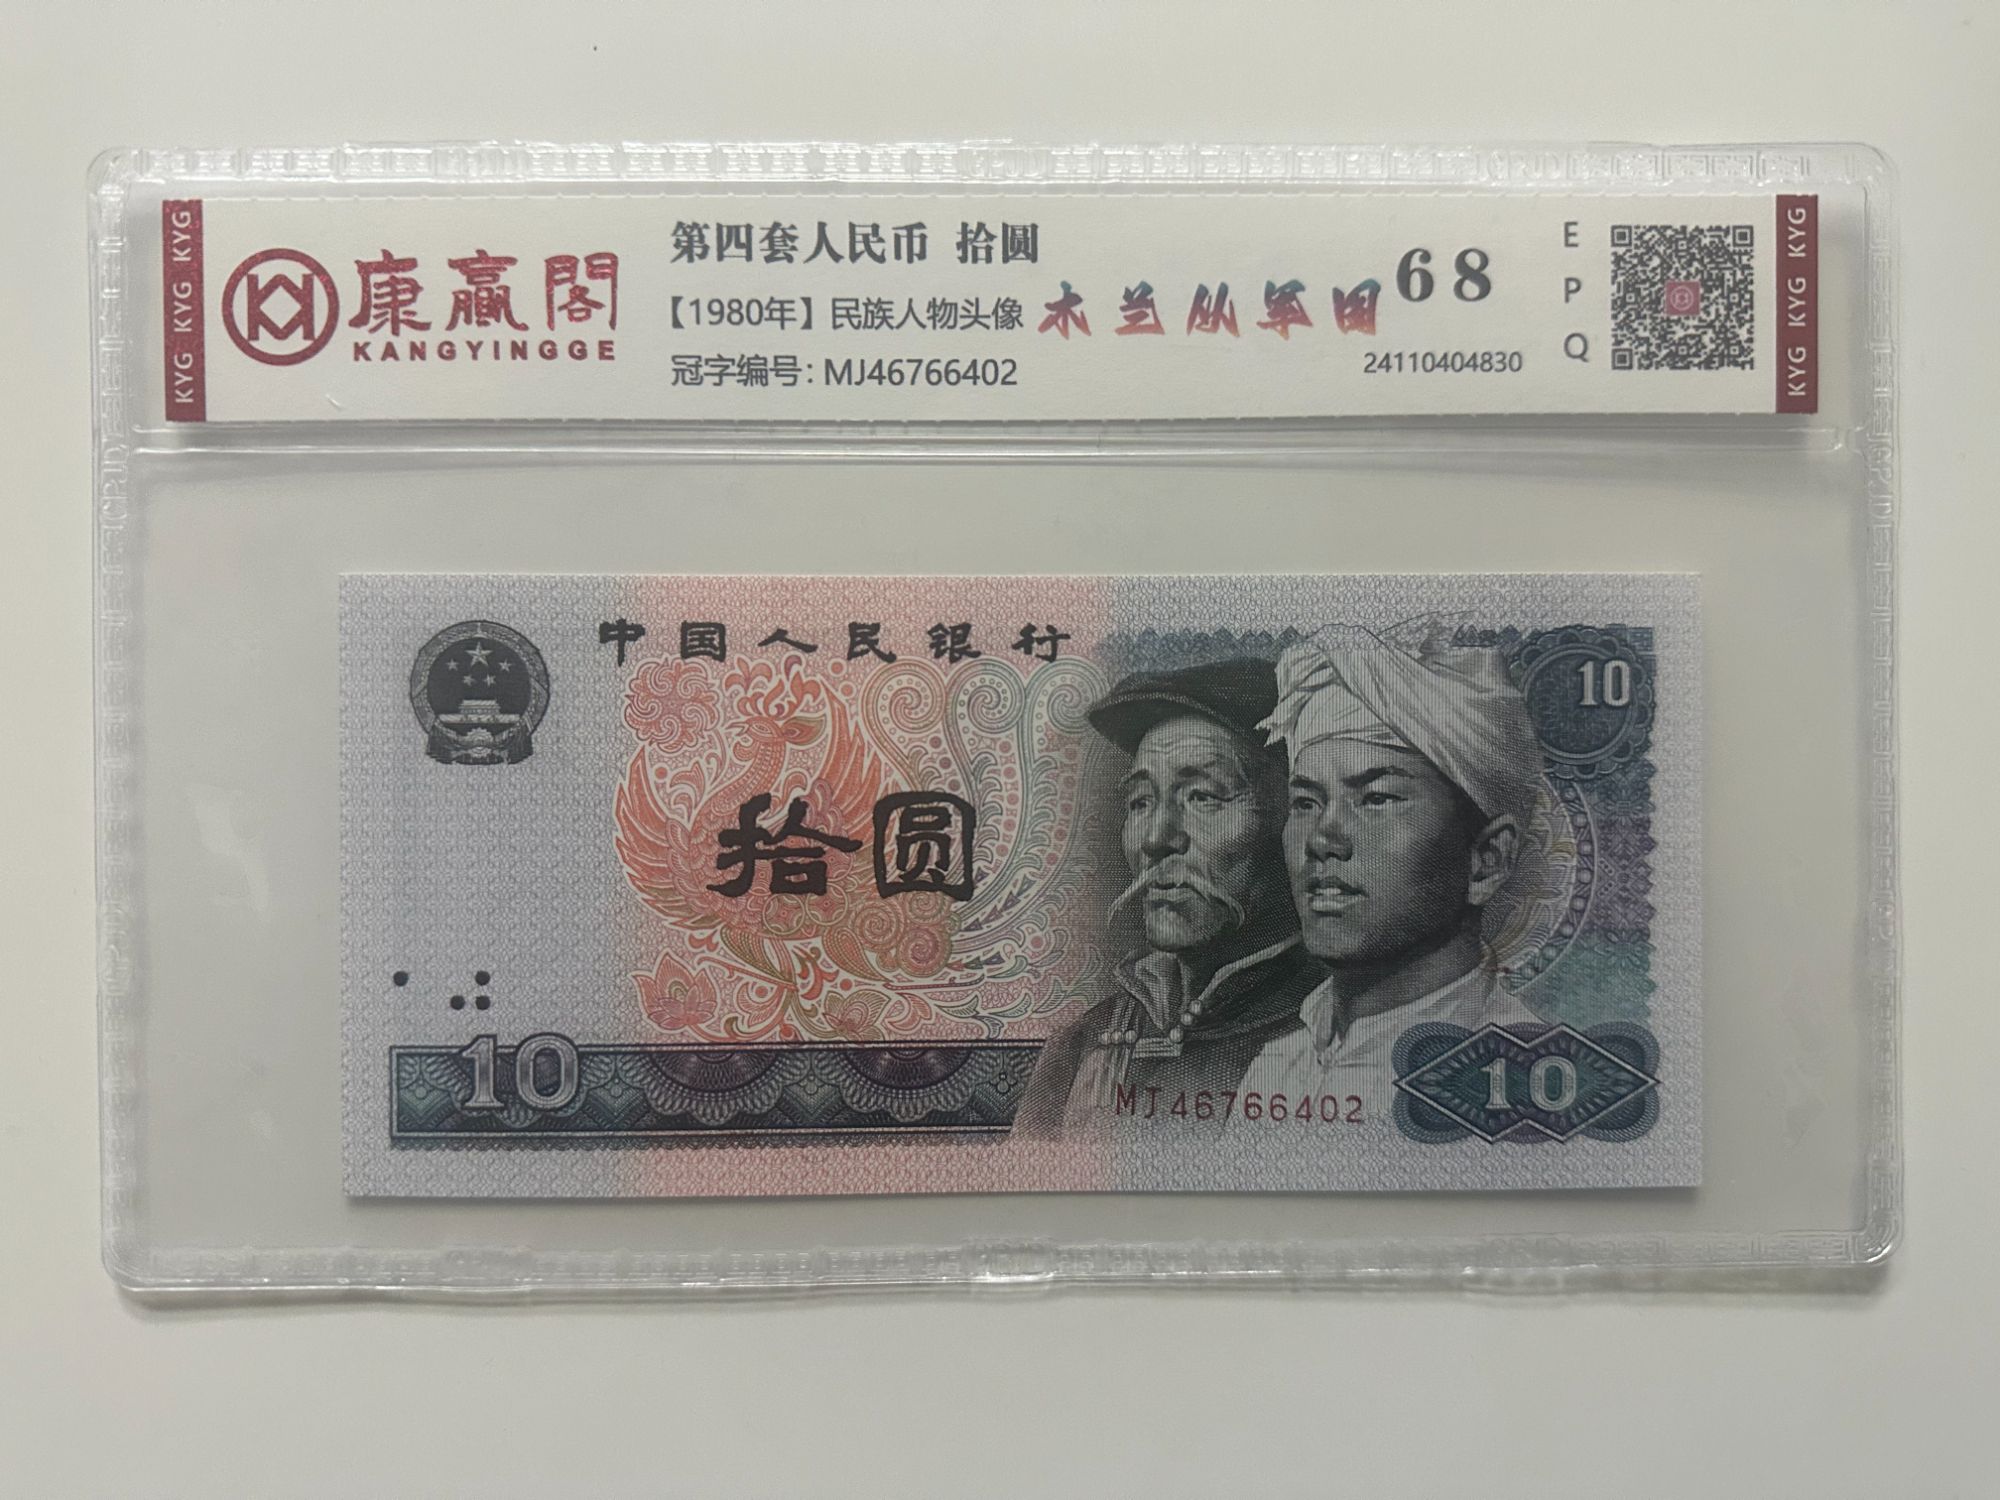 KYG KYG KYG
康赢閣
KANGYINGGE
第四套人民币 拾圆
【1980年】民族人物头像
木兰从军图
冠字编号: MJ46766402
68
24110404830
E
P
Q
KYG KYG KYG
中国人民银行
10
拾圆
10
MJ46766402
10